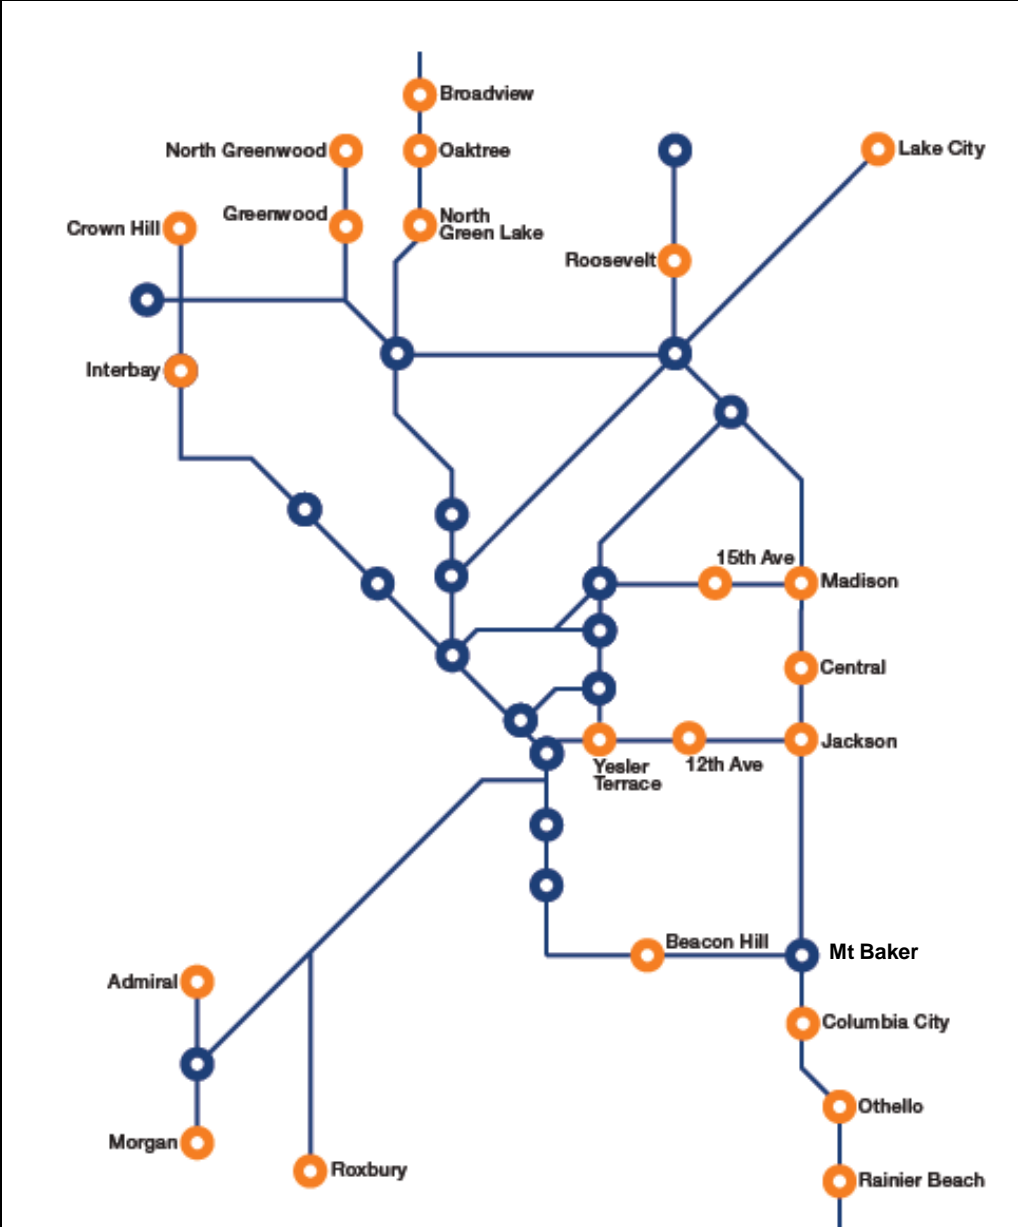 Broadview
North Greenwood
Oaktree
Lake City
Greenwood
North
Green Lake
Crown Hill
Roosevelt
Interbay
15th Ave
Madison
Central
Jackson
Yesler
Terrace
12th Ave
Beacon Hill
Mt Baker
Admiral
Columbia City
Othello
Morgan
Roxbury
Rainier Beach